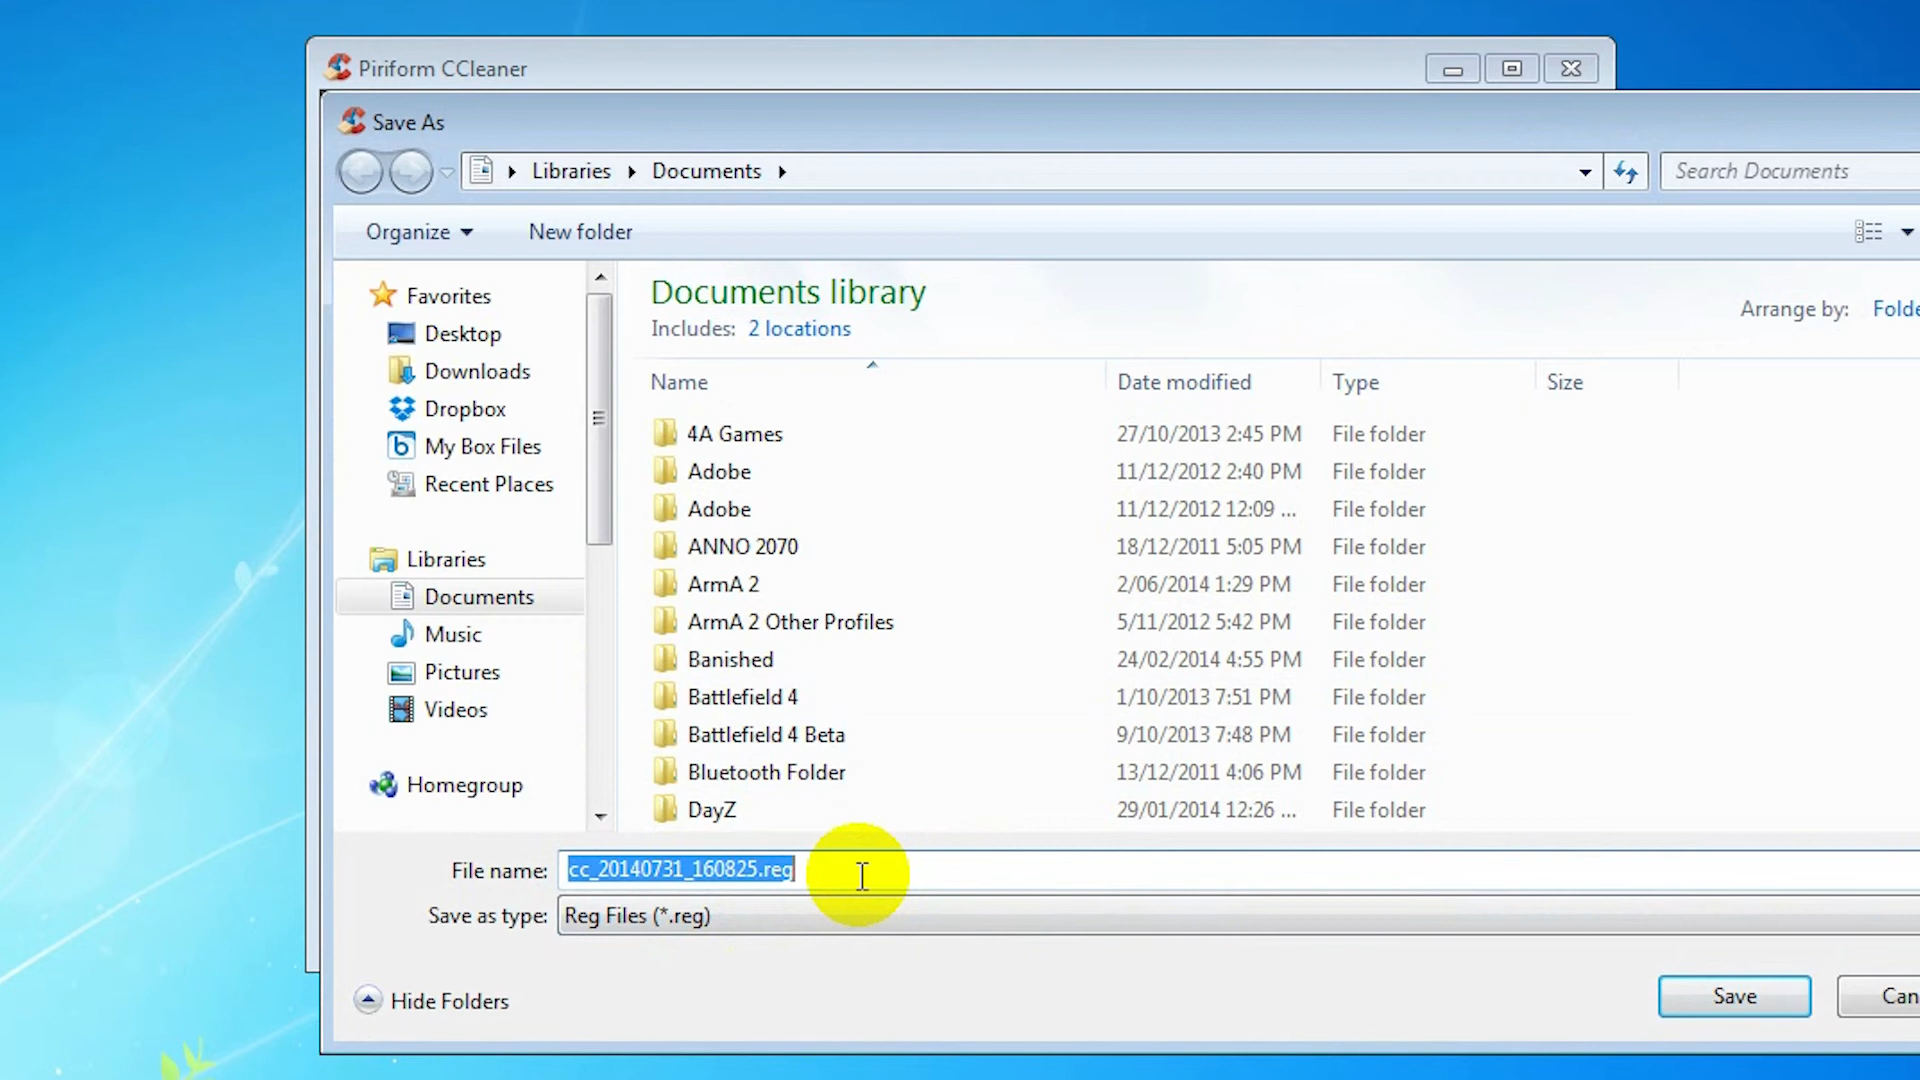 Piriform CCleaner
Save As
Libraries Documents
Search Documents
Organize New folder
Favorites
Desktop
Downloads
Dropbox
My Box Files
Recent Places
Libraries
Documents
Music
Pictures
Videos
Homegroup
Documents library
Includes: 2 locations
Arrange by: Folde
Name Date modified Type Size
4A Games 27/10/2013 2:45 PM File folder
Adobe 11/12/2012 2:40 PM File folder
Adobe 11/12/2012 12:09 ... File folder
ANNO 2070 18/12/2011 5:05 PM File folder
ArmA 2 2/06/2014 1:29 PM File folder
ArmA 2 Other Profiles 5/11/2012 5:42 PM File folder
Banished 24/02/2014 4:55 PM File folder
Battlefield 4 1/10/2013 7:51 PM File folder
Battlefield 4 Beta 9/10/2013 7:48 PM File folder
Bluetooth Folder 13/12/2011 4:06 PM File folder
DayZ 29/01/2014 12:26 ... File folder
File name: cc_20140731_160825.reg
Save as type: Reg Files (*.reg)
Hide Folders
Save
Can